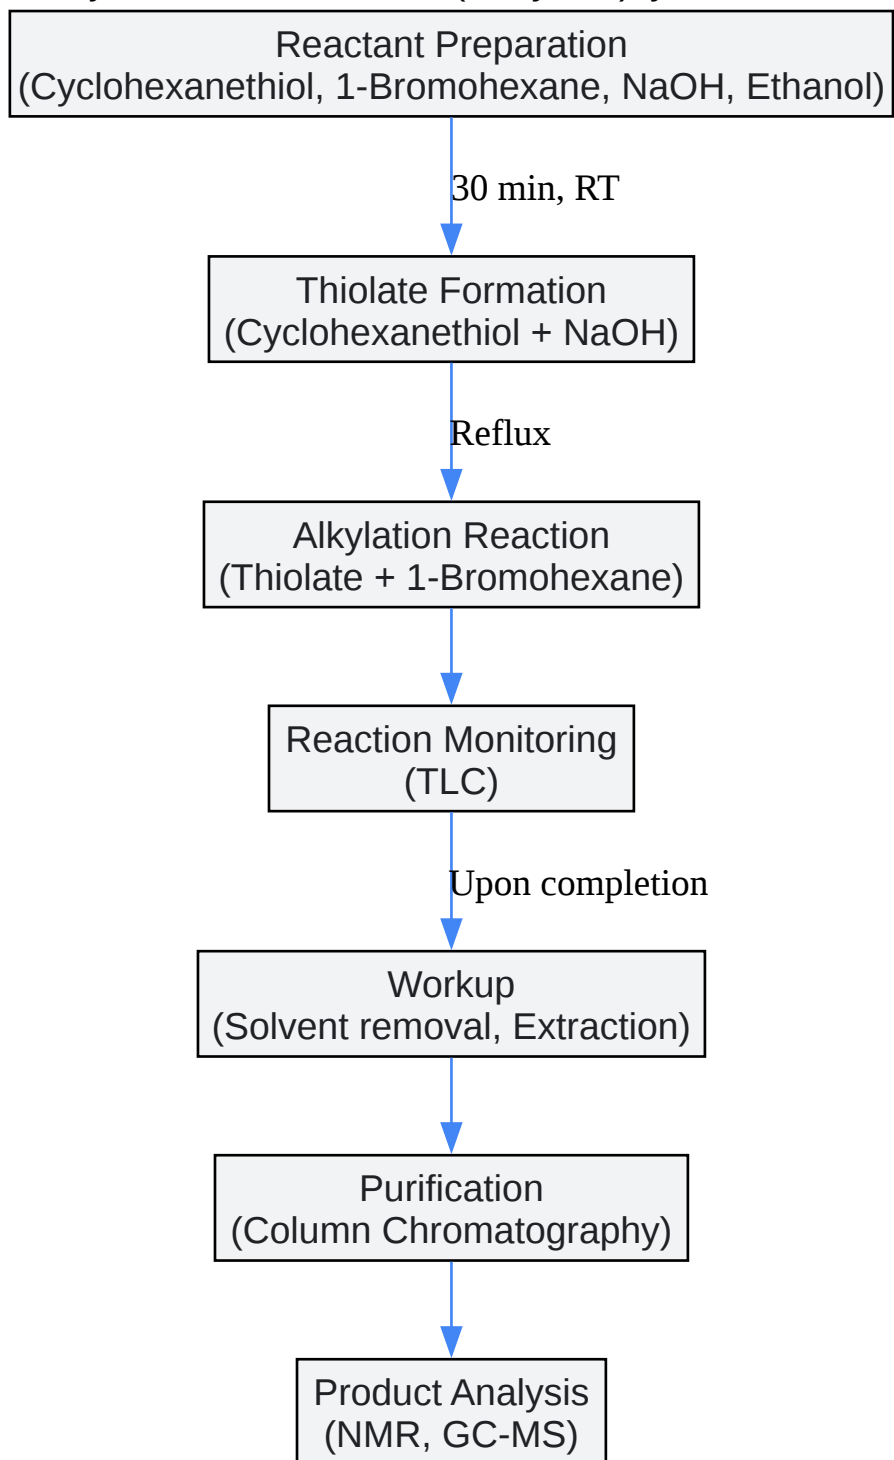 Reactant Preparation
(Cyclohexanethiol, 1-Bromohexane, NaOH, Ethanol)
30 min, RT
Thiolate Formation
(Cyclohexanethiol + NaOH)
Reflux
Alkylation Reaction
(Thiolate + 1-Bromohexane)
Reaction Monitoring
(TLC)
Upon completion
Workup
(Solvent removal, Extraction)
Purification
(Column Chromatography)
Product Analysis
(NMR, GC-MS)